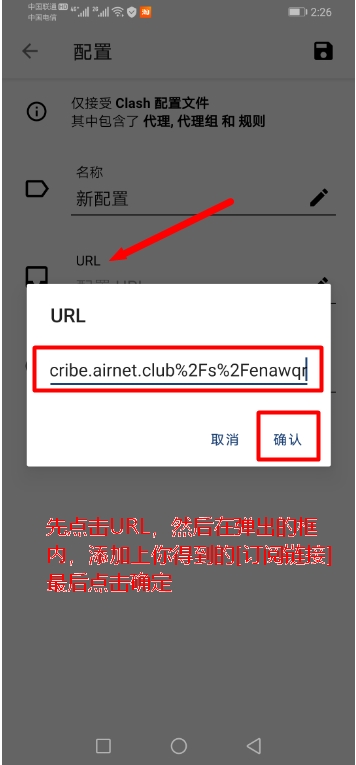 中国联通 HD 4G 2G 淘
中国电信
2:26
配置
仅接受 Clash 配置文件
其中包含了 代理, 代理组 和 规则
名称
新配置
URL
配置 URL
URL
cribe.airnet.club%2Fs%2Fenawqr
取消 确认
先点击URL，然后在弹出的框
内，添加上你得到的[订阅链接]
最后点击确定